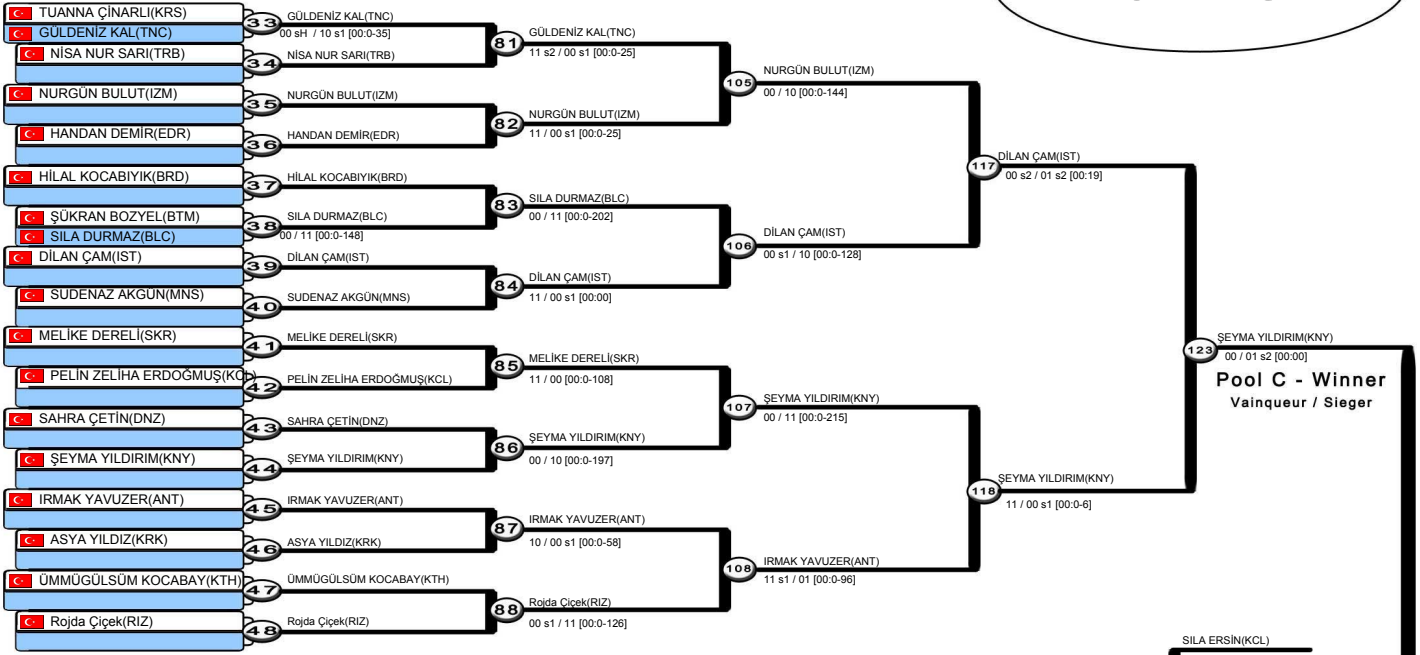 TUANNA ÇİNARLI(KRS)
GÜLDENİZ KAL(TNC)
NİSA NUR SARI(TRB)
NURGÜN BULUT(IZM)
HANDAN DEMİR(EDR)
HİLAL KOCABIYIK(BRD)
ŞÜKRAN BOZYEL(BTM)
SILA DURMAZ(BLC)
DİLAN ÇAM(IST)
SUDENAZ AKGÜN(MNS)
MELİKE DERELİ(SKR)
PELİN ZELİHA ERDOĞMUŞ(KCL)
SAHRA ÇETİN(DNZ)
ŞEYMA YILDIRIM(KNY)
IRMAK YAVUZER(ANT)
ASYA YILDIZ(KRK)
ÜMMÜGÜLSÜM KOCABAY(KTH)
Rojda Çiçek(RIZ)
33 GÜLDENİZ KAL(TNC)
00 sH / 10 s1 [00:0-35]
34 NİSA NUR SARI(TRB)
35 NURGÜN BULUT(IZM)
36 HANDAN DEMİR(EDR)
37 HİLAL KOCABIYIK(BRD)
38 SILA DURMAZ(BLC)
00 / 11 [00:0-148]
39 DİLAN ÇAM(IST)
40 SUDENAZ AKGÜN(MNS)
41 MELİKE DERELİ(SKR)
42 PELİN ZELİHA ERDOĞMUŞ(KCL)
43 SAHRA ÇETİN(DNZ)
44 ŞEYMA YILDIRIM(KNY)
45 IRMAK YAVUZER(ANT)
46 ASYA YILDIZ(KRK)
47 ÜMMÜGÜLSÜM KOCABAY(KTH)
48 Rojda Çiçek(RIZ)
81 GÜLDENİZ KAL(TNC)
11 s2 / 00 s1 [00:0-25]
82 NURGÜN BULUT(IZM)
11 / 00 s1 [00:0-25]
83 SILA DURMAZ(BLC)
00 / 11 [00:0-202]
84 DİLAN ÇAM(IST)
11 / 00 s1 [00:00]
85 MELİKE DERELİ(SKR)
11 / 00 [00:0-108]
86 ŞEYMA YILDIRIM(KNY)
00 / 10 [00:0-197]
87 IRMAK YAVUZER(ANT)
10 / 00 s1 [00:0-58]
88 Rojda Çiçek(RIZ)
00 s1 / 11 [00:0-126]
105 NURGÜN BULUT(IZM)
00 / 10 [00:0-144]
106 DİLAN ÇAM(IST)
00 s1 / 10 [00:0-128]
107 ŞEYMA YILDIRIM(KNY)
00 / 11 [00:0-215]
108 IRMAK YAVUZER(ANT)
11 s1 / 01 [00:0-96]
117 DİLAN ÇAM(IST)
00 s2 / 01 s2 [00:19]
118 ŞEYMA YILDIRIM(KNY)
11 / 00 s1 [00:0-6]
123 ŞEYMA YILDIRIM(KNY)
00 / 01 s2 [00:00]
Pool C - Winner
Vainqueur / Sieger
SILA ERSİN(KCL)